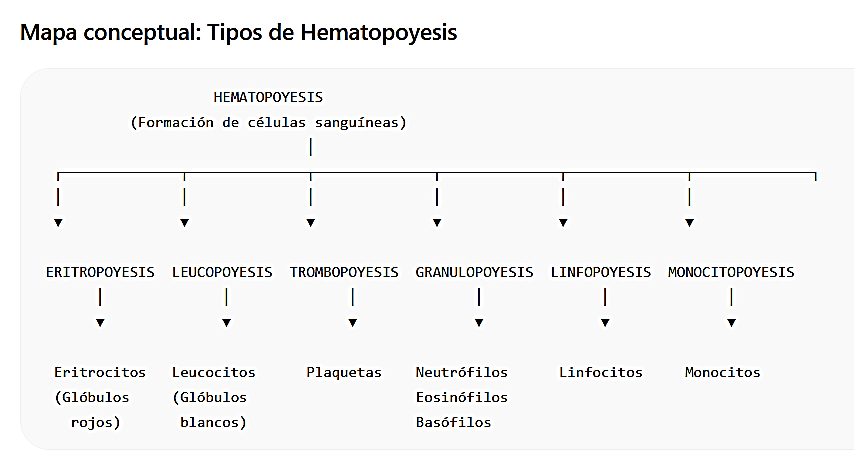 Mapa conceptual: Tipos de Hematopoyesis
HEMATOPOYESIS
(Formación de células sanguíneas)
ERITROPOYESIS LEUCOPOYESIS TROMBOPOYESIS GRANULOPOYESIS LINFOPOYESIS MONOCITOPOYESIS
Eritrocitos Leucocitos Plaquetas Neutrófilos Linfocitos Monocitos
(Glóbulos (Glóbulos Eosinófilos
rojos) blancos) Basófilos